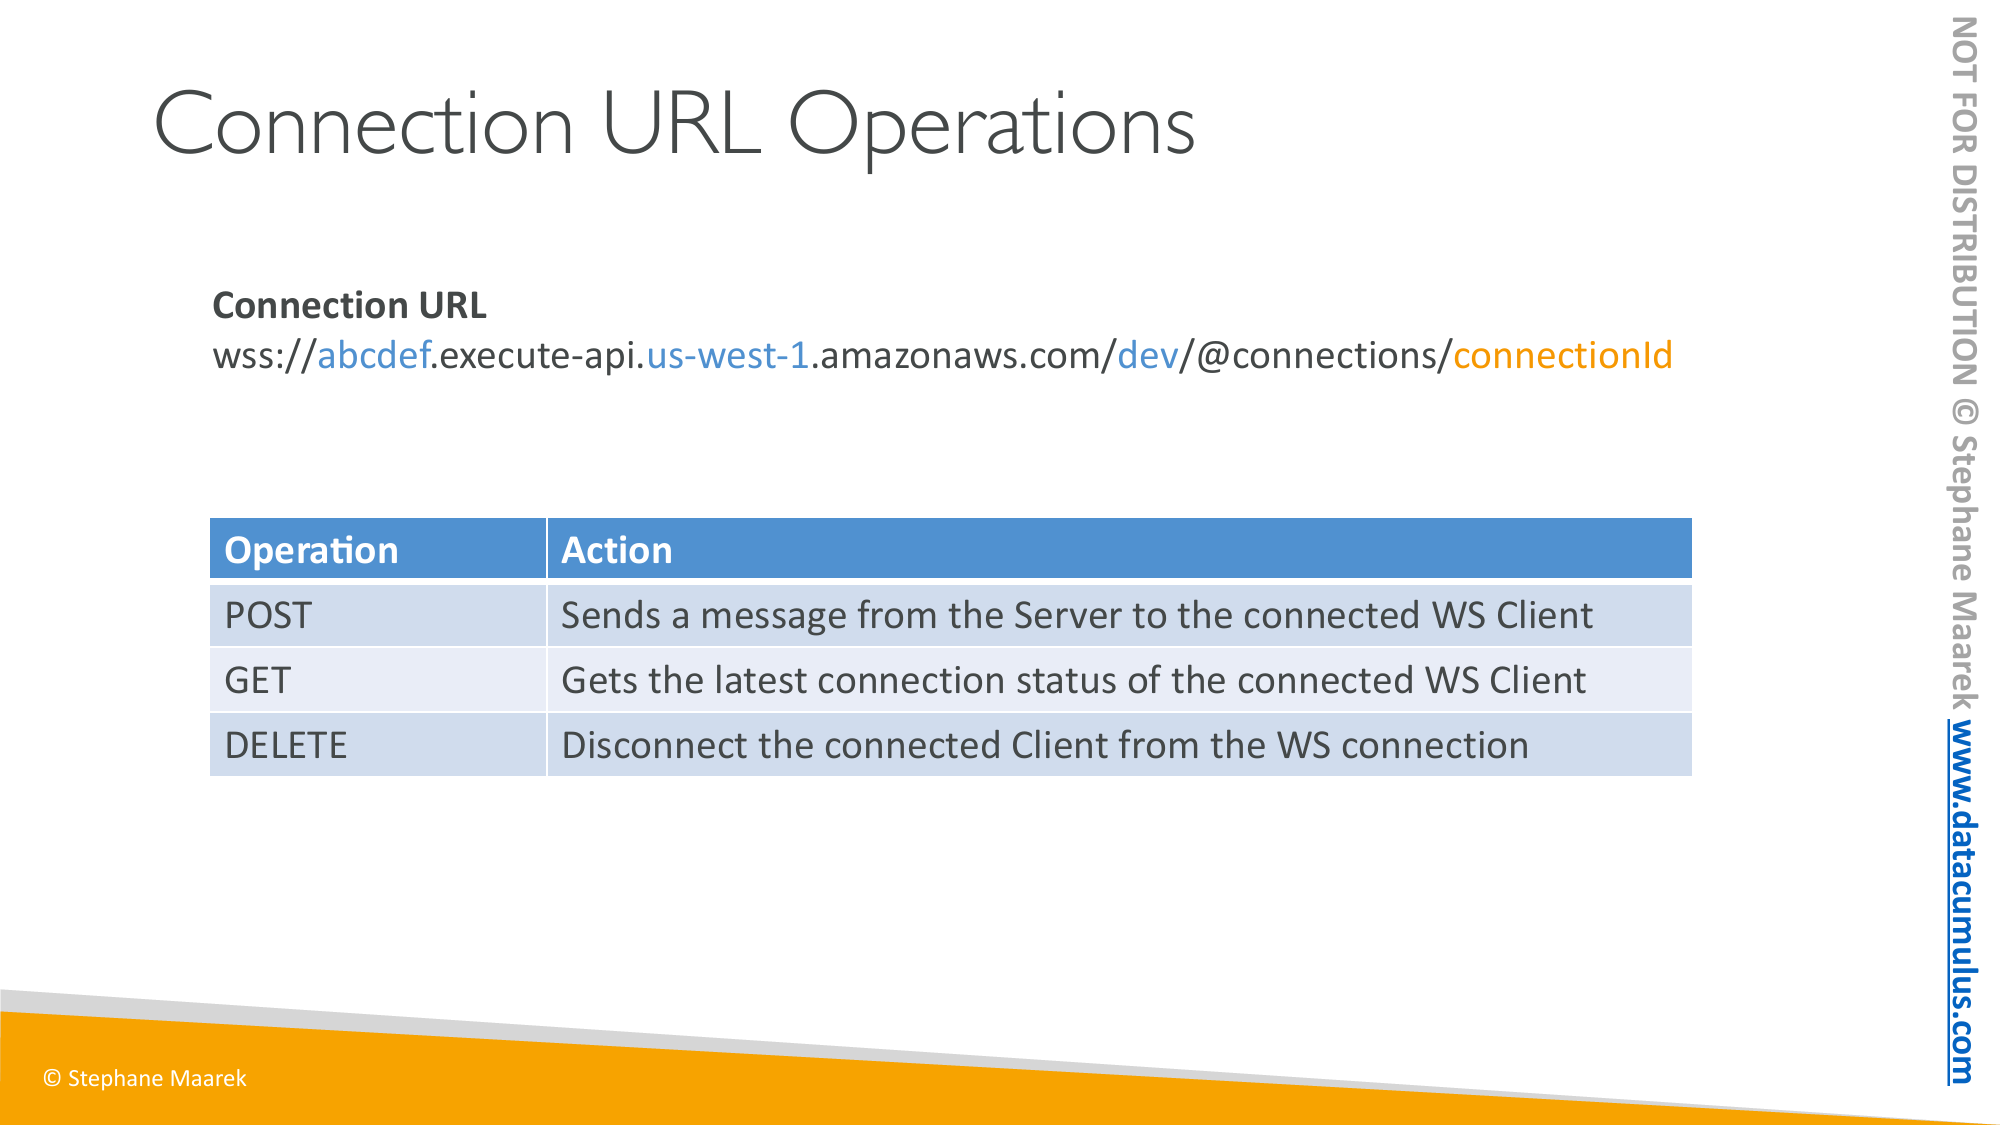 Connection URL Operations
Connection URL
wss://abcdef.execute-api.us-west-1.amazonaws.com/dev/@connections/connectionId
Operation Action
POST Sends a message from the Server to the connected WS Client
GET Gets the latest connection status of the connected WS Client
DELETE Disconnect the connected Client from the WS connection
© Stephane Maarek
NOT FOR DISTRIBUTION © Stephane Maarek www.datacumulus.com